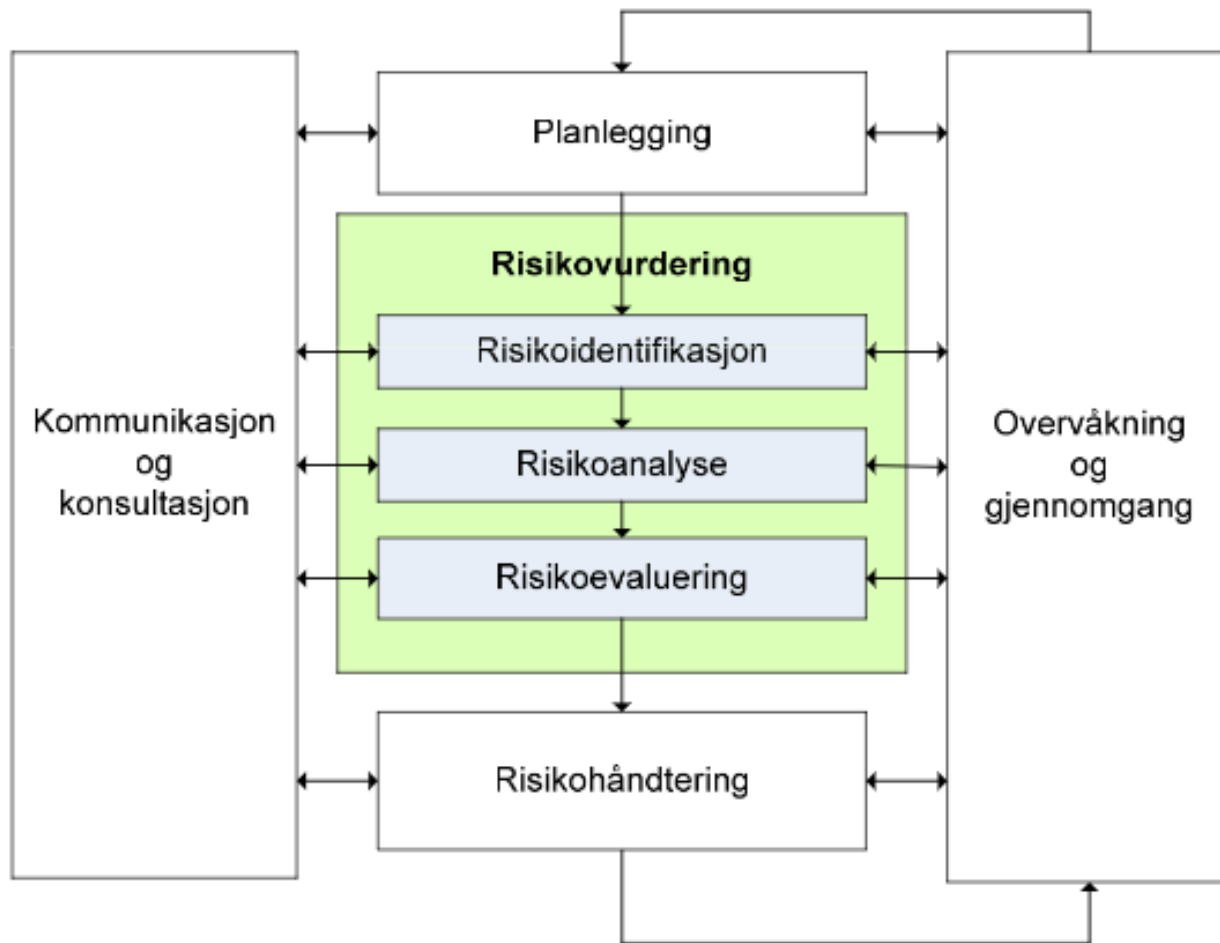 Planlegging
Risikovurdering
Risikoidentifikasjon
Risikoanalyse
Risikoevaluering
Risikohåndtering
Kommunikasjon
og
konsultasjon
Overvåkning
og
gjennomgang